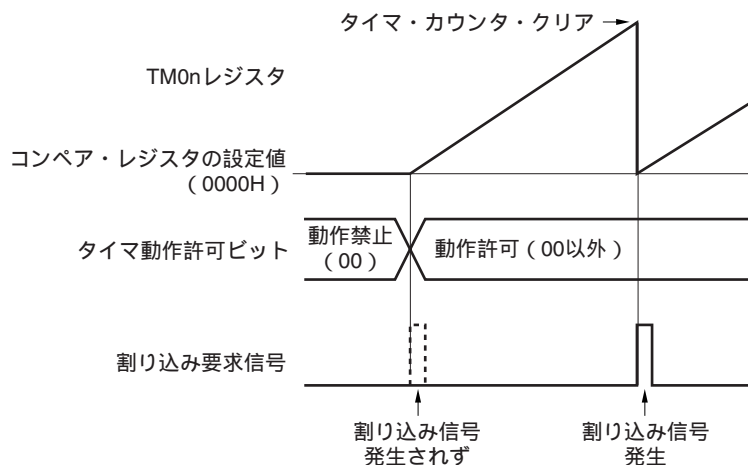 タイマ・カウンタ・クリア
TM0nレジスタ
コンペア・レジスタの設定値
（0000H）
タイマ動作許可ビット
動作禁止
（00）
動作許可（00以外）
割り込み要求信号
割り込み信号
発生されず
割り込み信号
発生